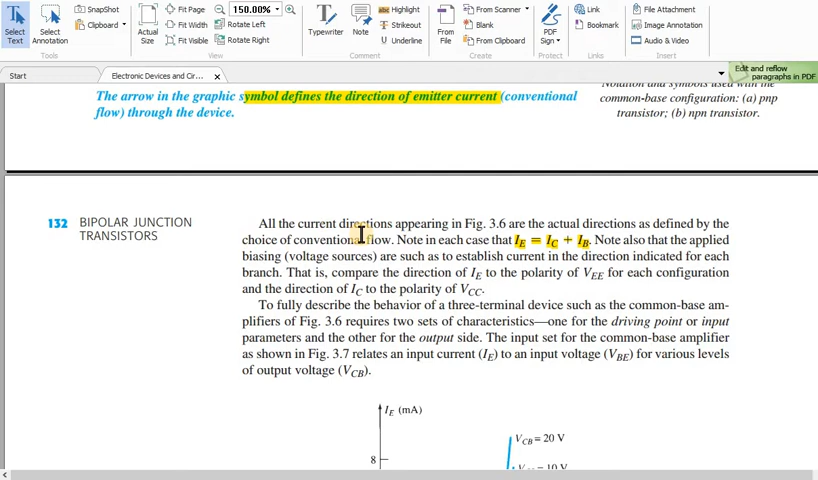 Select
Text
Select
Annotation
SnapShot
Clipboard
Tools
Actual
Size
Fit Page
Fit Width
Fit Visible
150.00%
Rotate Left
Rotate Right
View
Typewriter
Note
Highlight
Strikeout
Underline
Comment
From
File
From Scanner
Blank
From Clipboard
Create
PDF
Sign
Protect
Link
Bookmark
Links
File Attachment
Image Annotation
Audio & Video
Insert
Start
Electronic Devices and Cir...
Edit and reflow
paragraphs in PDF
The arrow in the graphic symbol defines the direction of emitter current (conventional
flow) through the device.
Notation and symbols used with the
common-base configuration: (a) pnp
transistor; (b) npn transistor.
132 BIPOLAR JUNCTION
TRANSISTORS
All the current directions appearing in Fig. 3.6 are the actual directions as defined by the
choice of conventional flow. Note in each case that IE = IC + IB. Note also that the applied
biasing (voltage sources) are such as to establish current in the direction indicated for each
branch. That is, compare the direction of IE to the polarity of VEE for each configuration
and the direction of IC to the polarity of VCC.
To fully describe the behavior of a three-terminal device such as the common-base am-
plifiers of Fig. 3.6 requires two sets of characteristics—one for the driving point or input
parameters and the other for the output side. The input set for the common-base amplifier
as shown in Fig. 3.7 relates an input current (IE) to an input voltage (VBE) for various levels
of output voltage (VCB).
IE (mA)
VCB = 20 V
8
= 10 V